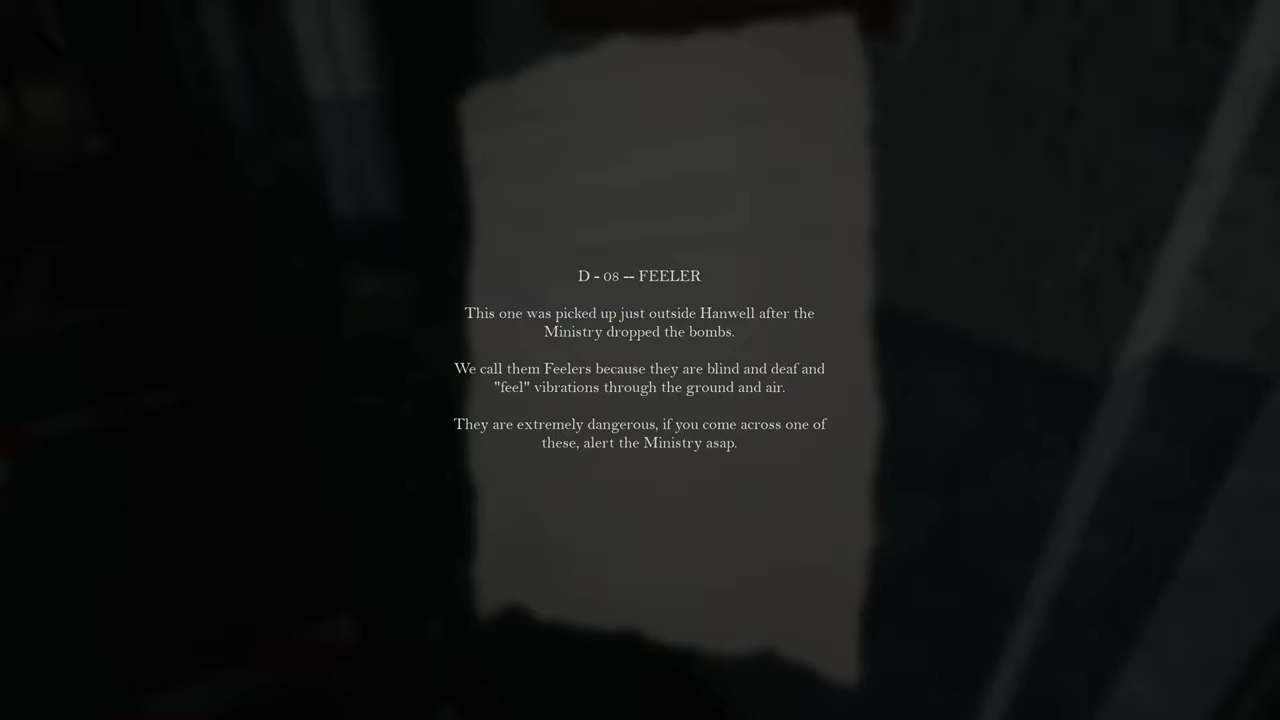 D - 08 -- FEELER
This one was picked up just outside Hanwell after the
Ministry dropped the bombs.
We call them Feelers because they are blind and deaf and
"feel" vibrations through the ground and air.
They are extremely dangerous, if you come across one of
these, alert the Ministry asap.